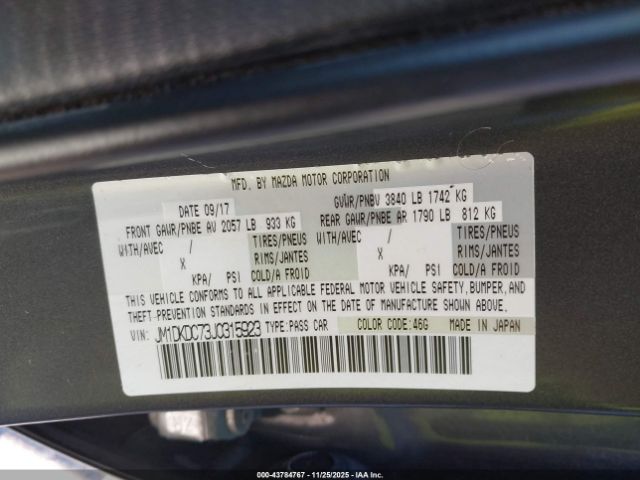 MFD. BY MAZDA MOTOR CORPORATION
DATE 09/17 GVWR/PNBV 3840 LB 1742 KG
FRONT GAWR/PNBE AV 2057 LB 933 KG REAR GAWR/PNBE AR 1790 LB 812 KG
WITH/AVEC / TIRES/PNEUS WITH/AVEC / TIRES/PNEUS
X RIMS/JANTES X RIMS/JANTES
KPA/ PSI COLD/A FROID KPA/ PSI COLD/A FROID
THIS VEHICLE CONFORMS TO ALL APPLICABLE FEDERAL MOTOR VEHICLE SAFETY, BUMPER, AND
THEFT PREVENTION STANDARDS IN EFFECT ON THE DATE OF MANUFACTURE SHOWN ABOVE.
VIN: JM1DKDC73J0315923 TYPE:PASS CAR COLOR CODE:46G MADE IN JAPAN
000-43784767 - 11/25/2025 - IAA Inc.